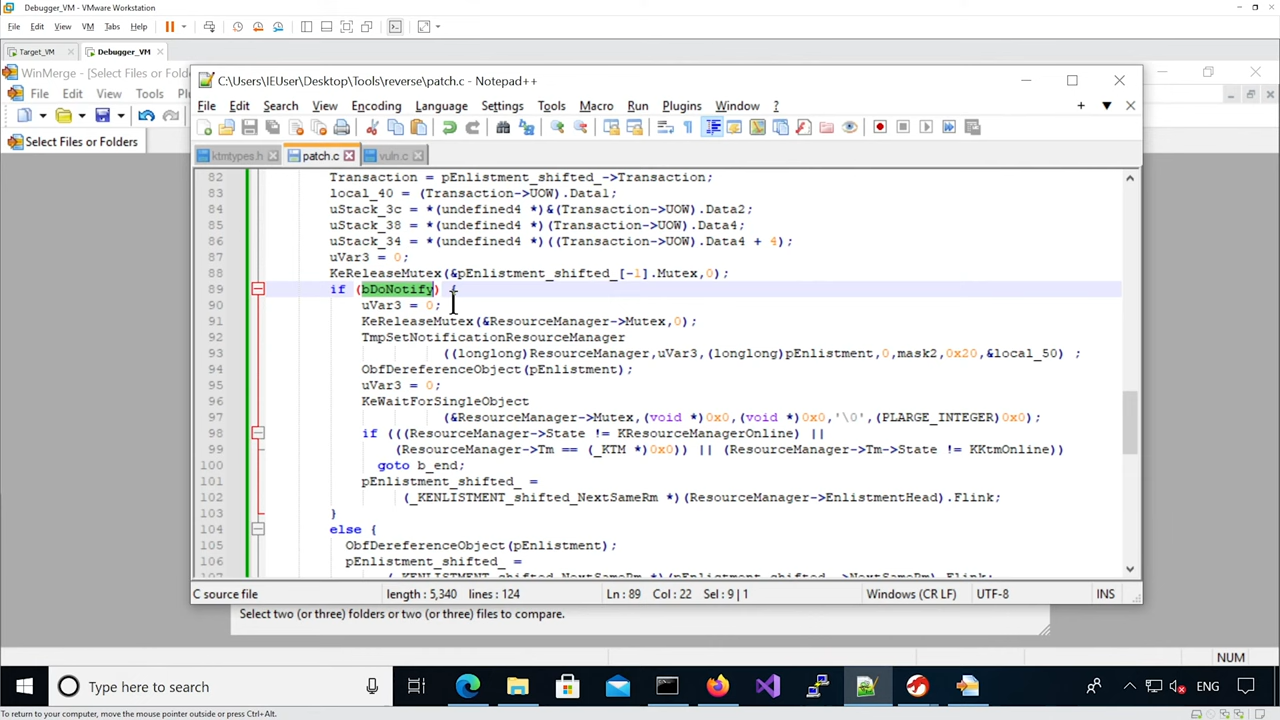 Debugger_VM - VMware Workstation
File Edit View VM Tabs Help
Target_VM Debugger_VM
WinMerge - [Select Files or Folde
File Edit View Tools
Select Files or Folders
C:\Users\IEUser\Desktop\Tools\reverse\patch.c - Notepad++
File Edit Search View Encoding Language Settings Tools Macro Run Plugins Window ?
ktmtypes.h patch.c vuln.c
82 Transaction = pEnlistment_shifted_->Transaction;
83 local_40 = (Transaction->UOW).Data1;
84 uStack_3c = *(undefined4 *)&(Transaction->UOW).Data2;
85 uStack_38 = *(undefined4 *)(Transaction->UOW).Data4;
86 uStack_34 = *(undefined4 *)((Transaction->UOW).Data4 + 4);
87 uVar3 = 0;
88 KeReleaseMutex(&pEnlistment_shifted_[-1].Mutex,0);
89 if (bDoNotify) {
90 uVar3 = 0;
91 KeReleaseMutex(&ResourceManager->Mutex,0);
92 TmpSetNotificationResourceManager
93 ((longlong)ResourceManager,uVar3,(longlong)pEnlistment,0,mask2,0x20,&local_50) ;
94 ObfDereferenceObject(pEnlistment);
95 uVar3 = 0;
96 KeWaitForSingleObject
97 (&ResourceManager->Mutex,(void *)0x0,(void *)0x0,'\0',(PLARGE_INTEGER)0x0);
98 if (((ResourceManager->State != KResourceManagerOnline) ||
99 (ResourceManager->Tm == (_KTM *)0x0)) || (ResourceManager->Tm->State != KKtmOnline))
100 goto b_end;
101 pEnlistment_shifted_ =
102 (_KENLISTMENT_shifted_NextSameRm *)(ResourceManager->EnlistmentHead).Flink;
103 }
104 else {
105 ObfDereferenceObject(pEnlistment);
106 pEnlistment_shifted_ =
107 (_KENLISTMENT_shifted_NextSameRm *)(pEnlistment_shifted_->NextSameRm).Flink;
C source file length : 5,340 lines : 124 Ln : 89 Col : 22 Sel : 9 | 1 Windows (CR LF) UTF-8 INS
Select two (or three) folders or two (or three) files to compare.
NUM
Type here to search
ENG
To return to your computer, move the mouse pointer outside or press Ctrl+Alt.